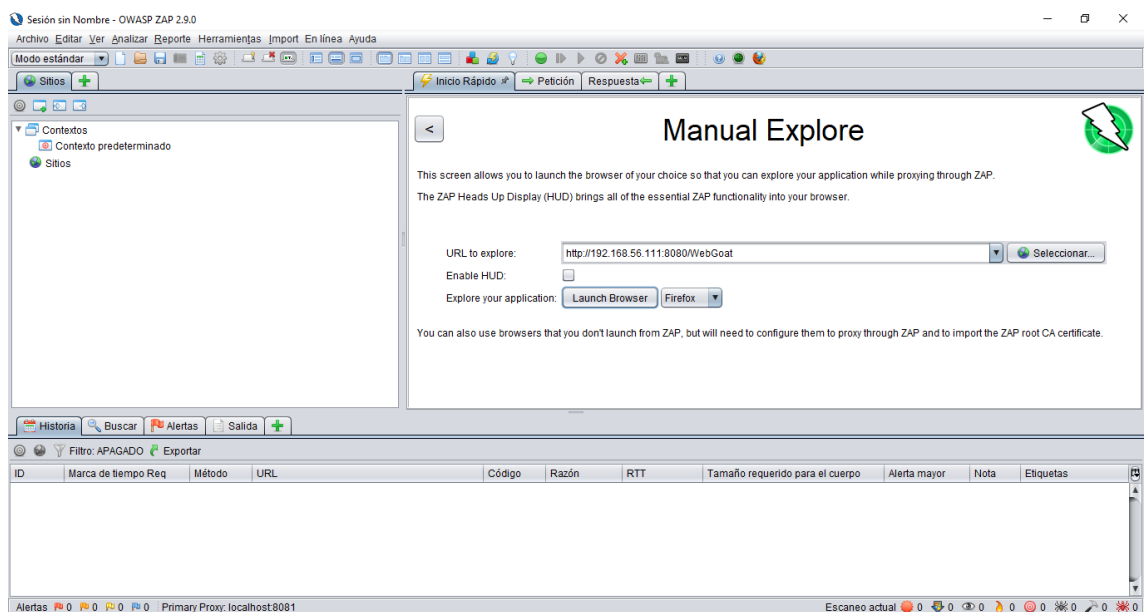 Sesión sin Nombre - OWASP ZAP 2.9.0
Archivo Editar Ver Analizar Reporte Herramientas Import En línea Ayuda
Modo estándar
Sitios
Inicio Rápido
Petición
Respuesta
Contextos
Contexto predeterminado
Sitios
<
Manual Explore
This screen allows you to launch the browser of your choice so that you can explore your application while proxying through ZAP.
The ZAP Heads Up Display (HUD) brings all of the essential ZAP functionality into your browser.
URL to explore: http://192.168.56.111:8080/WebGoat Seleccionar...
Enable HUD:
Explore your application: Launch Browser Firefox
You can also use browsers that you don't launch from ZAP, but will need to configure them to proxy through ZAP and to import the ZAP root CA certificate.
Historia Buscar Alertas Salida
Filtro: APAGADO Exportar
ID Marca de tiempo Req Método URL Código Razón RTT Tamaño requerido para el cuerpo Alerta mayor Nota Etiquetas
Alertas 0 0 0 0 Primary Proxy: localhost:8081 Escaneo actual 0 0 0 0 0 0 0 0